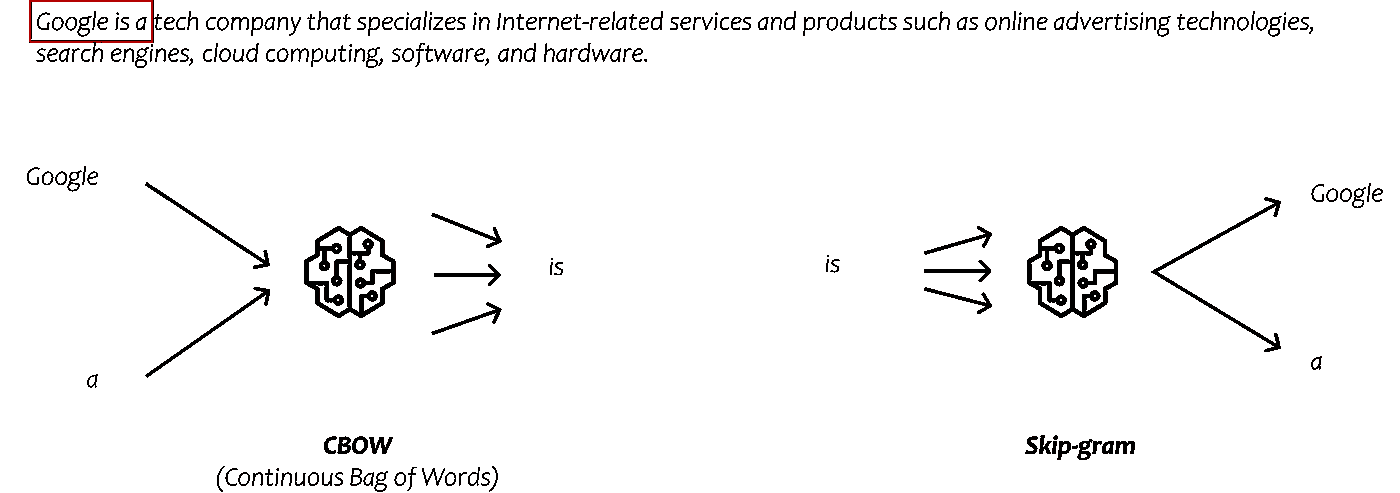 Google is a tech company that specializes in Internet-related services and products such as online advertising technologies,
search engines, cloud computing, software, and hardware.
Google
a
is
CBOW
(Continuous Bag of Words)
is
Google
a
Skip-gram